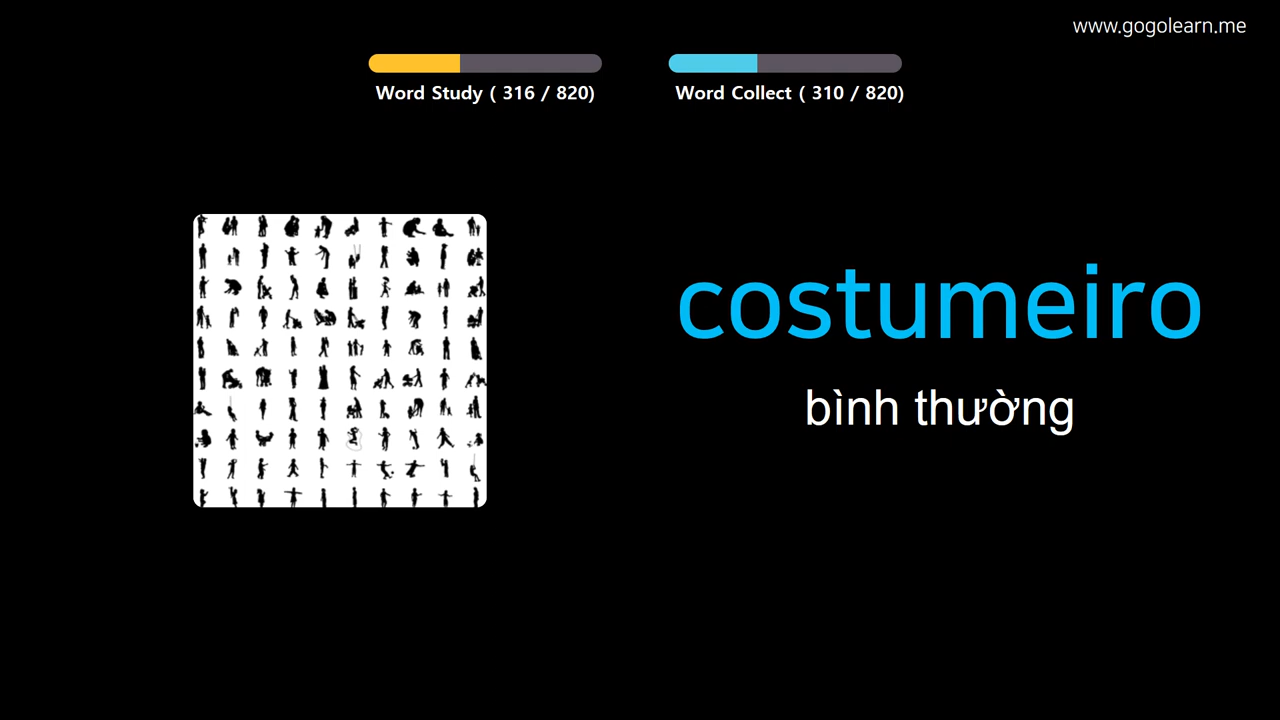 www.gogolearn.me
Word Study ( 316 / 820)
Word Collect ( 310 / 820)
costumeiro
bình thường